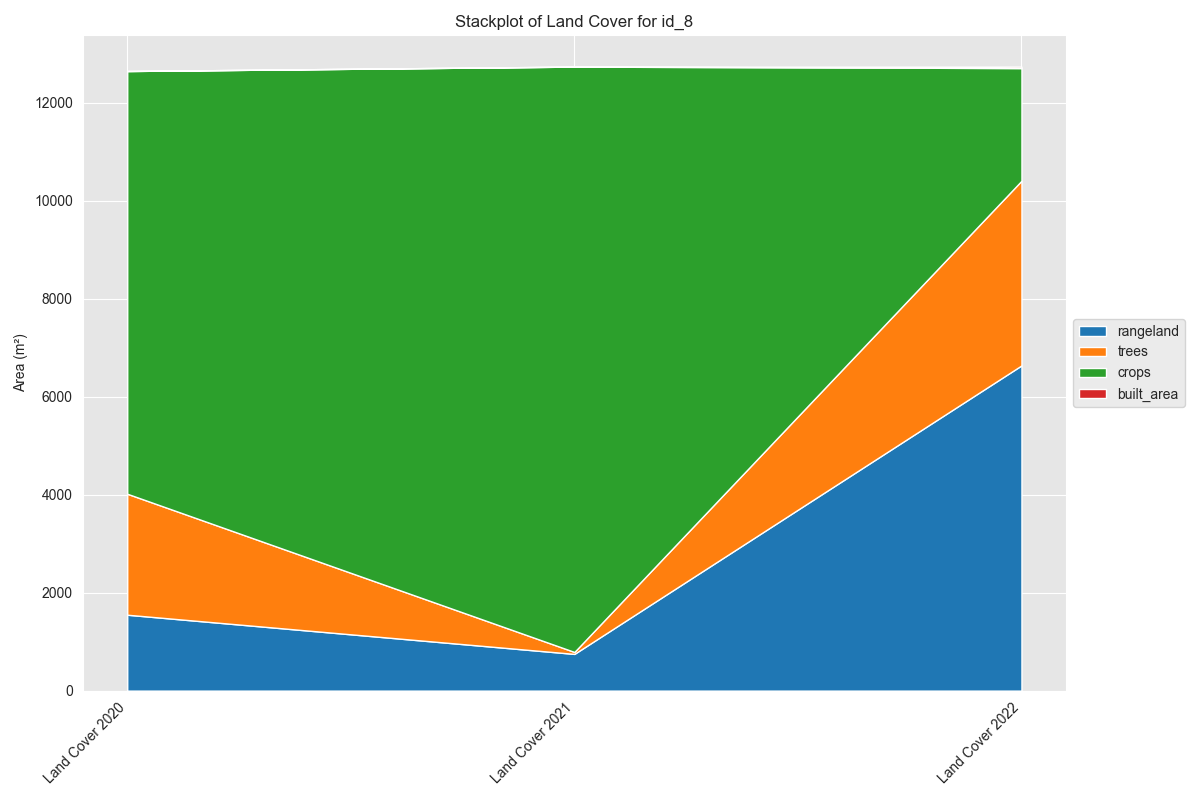 Stackplot of Land Cover for id_8
Area (m²)
12000
10000
8000
6000
4000
2000
0
Land Cover 2020
Land Cover 2021
Land Cover 2022
rangeland
trees
crops
built_area